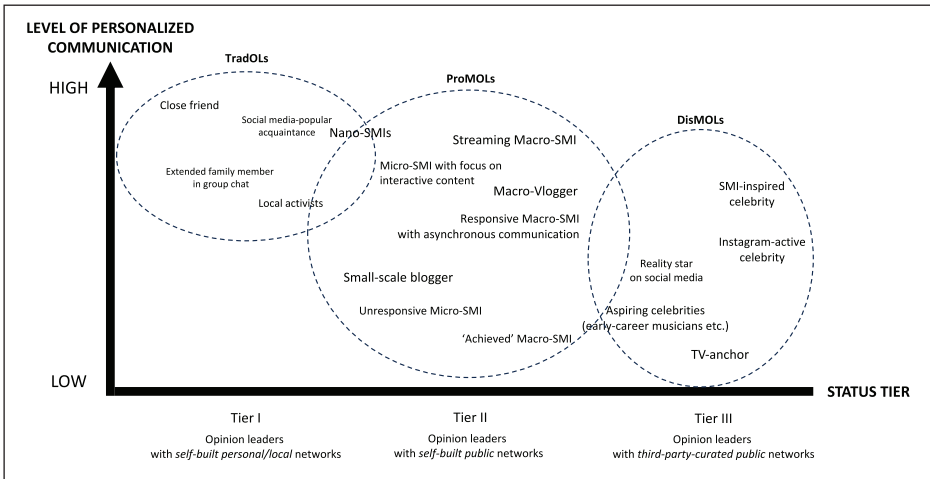 LEVEL OF PERSONALIZED
COMMUNICATION
HIGH
LOW
TradOLs
Close friend
Social media-popular
acquaintance
Nano-SMIs
Extended family member
in group chat
Local activists
ProMOLs
Streaming Macro-SMI
Micro-SMI with focus on
interactive content
Macro-Vlogger
Responsive Macro-SMI
with asynchronous communication
Small-scale blogger
Unresponsive Micro-SMI
‘Achieved’ Macro-SMI
DisMOLs
SMI-inspired
celebrity
Instagram-active
celebrity
Reality star
on social media
Aspiring celebrities
(early-career musicians etc.)
TV-anchor
STATUS TIER
Tier I
Opinion leaders
with self-built personal/local networks
Tier II
Opinion leaders
with self-built public networks
Tier III
Opinion leaders
with third-party-curated public networks